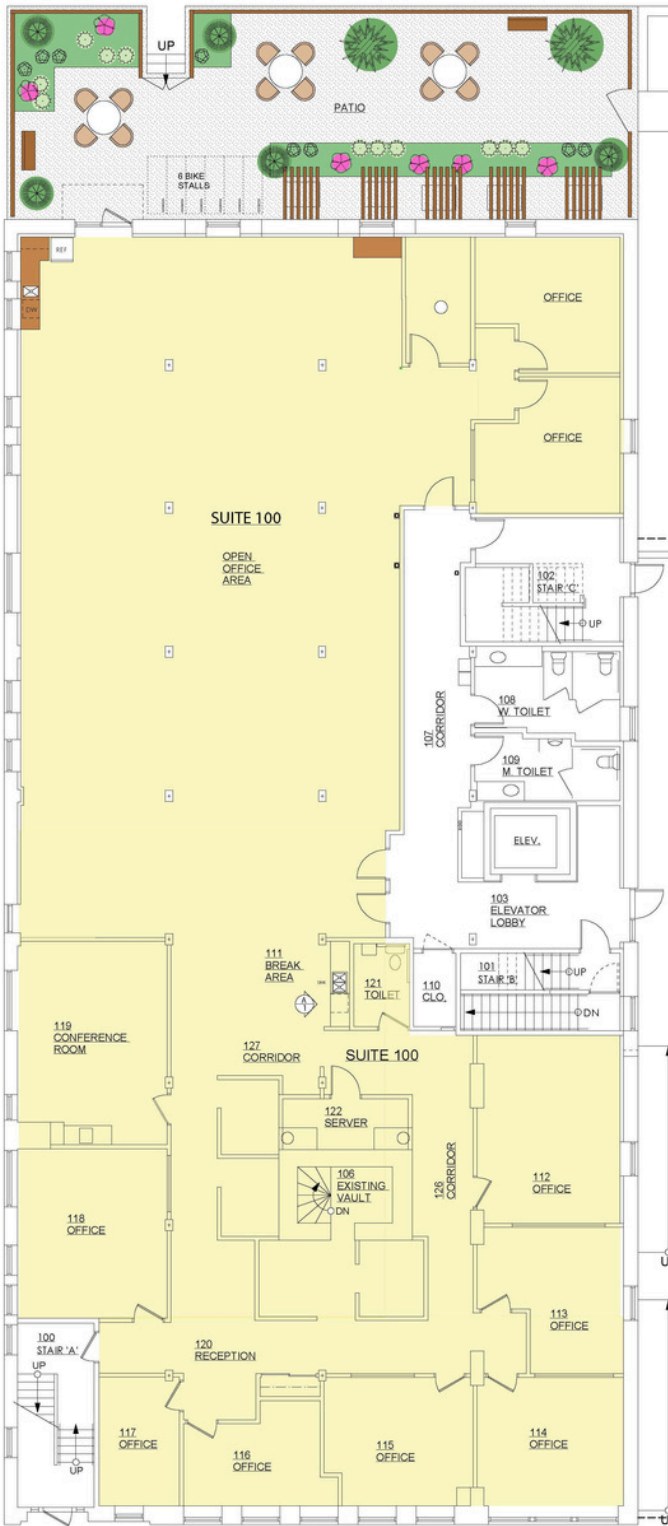 UP
PATIO
6 BIKE
STALLS
REF
DW
OFFICE
OFFICE
SUITE 100
OPEN
OFFICE
AREA
102
STAIR 'C'
UP
108
W. TOILET
107
CORRIDOR
109
M. TOILET
ELEV.
103
ELEVATOR
LOBBY
111
BREAK
AREA
121
TOILET
110
CLO.
101
STAIR 'B'
UP
DN
A
1
119
CONFERENCE
ROOM
127
CORRIDOR
SUITE 100
122
SERVER
106
EXISTING
VAULT
DN
126
CORRIDOR
112
OFFICE
118
OFFICE
113
OFFICE
100
STAIR 'A'
UP
UP
120
RECEPTION
117
OFFICE
116
OFFICE
115
OFFICE
114
OFFICE